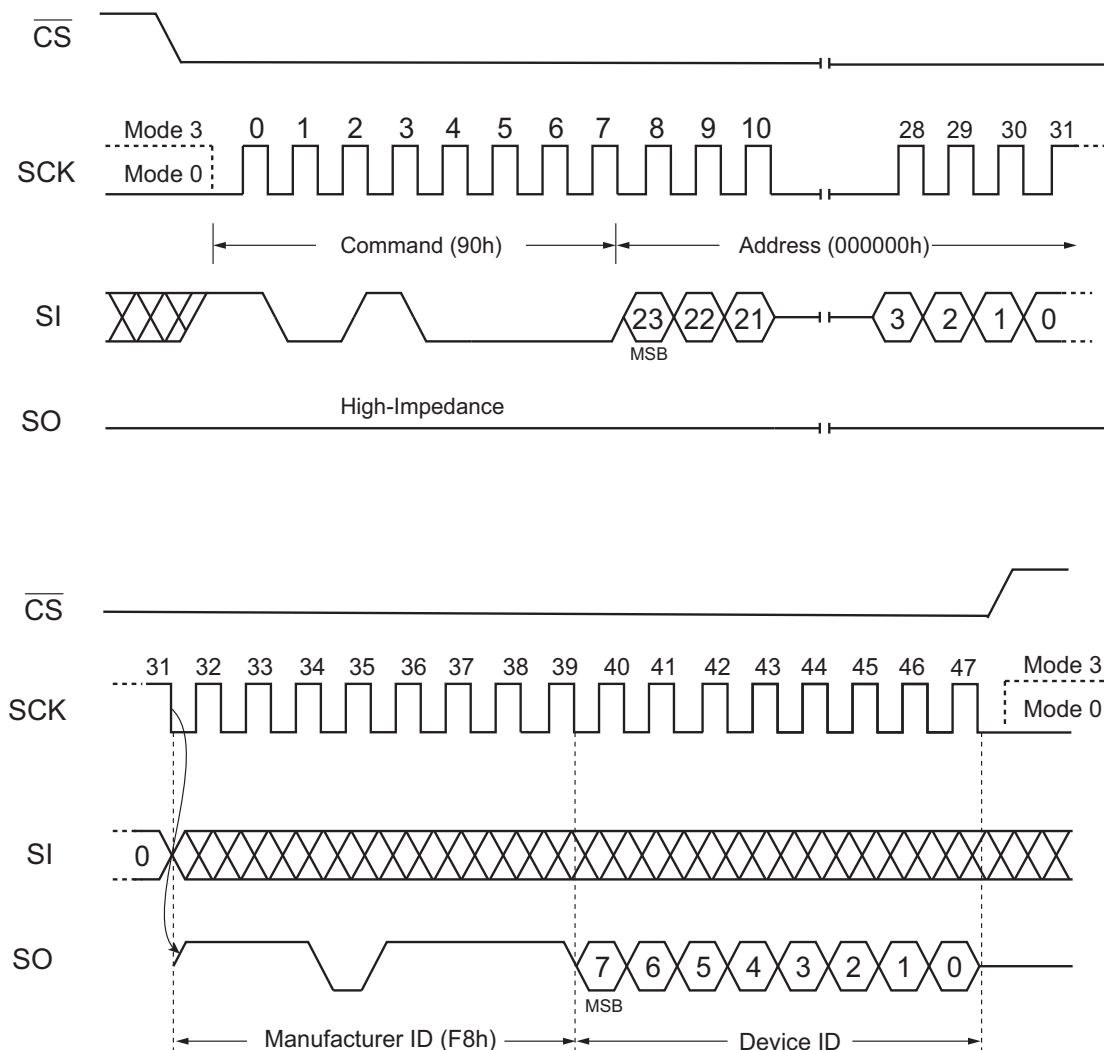 CS
Mode 3
0 1 2 3 4 5 6 7 8 9 10 28 29 30 31
SCK
Mode 0
Command (90h)
Address (000000h)
SI
23 22 21 3 2 1 0
MSB
High-Impedance
SO
CS
31 32 33 34 35 36 37 38 39 40 41 42 43 44 45 46 47
Mode 3
SCK
Mode 0
SI
0
SO
7 6 5 4 3 2 1 0
MSB
Manufacturer ID (F8h)
Device ID